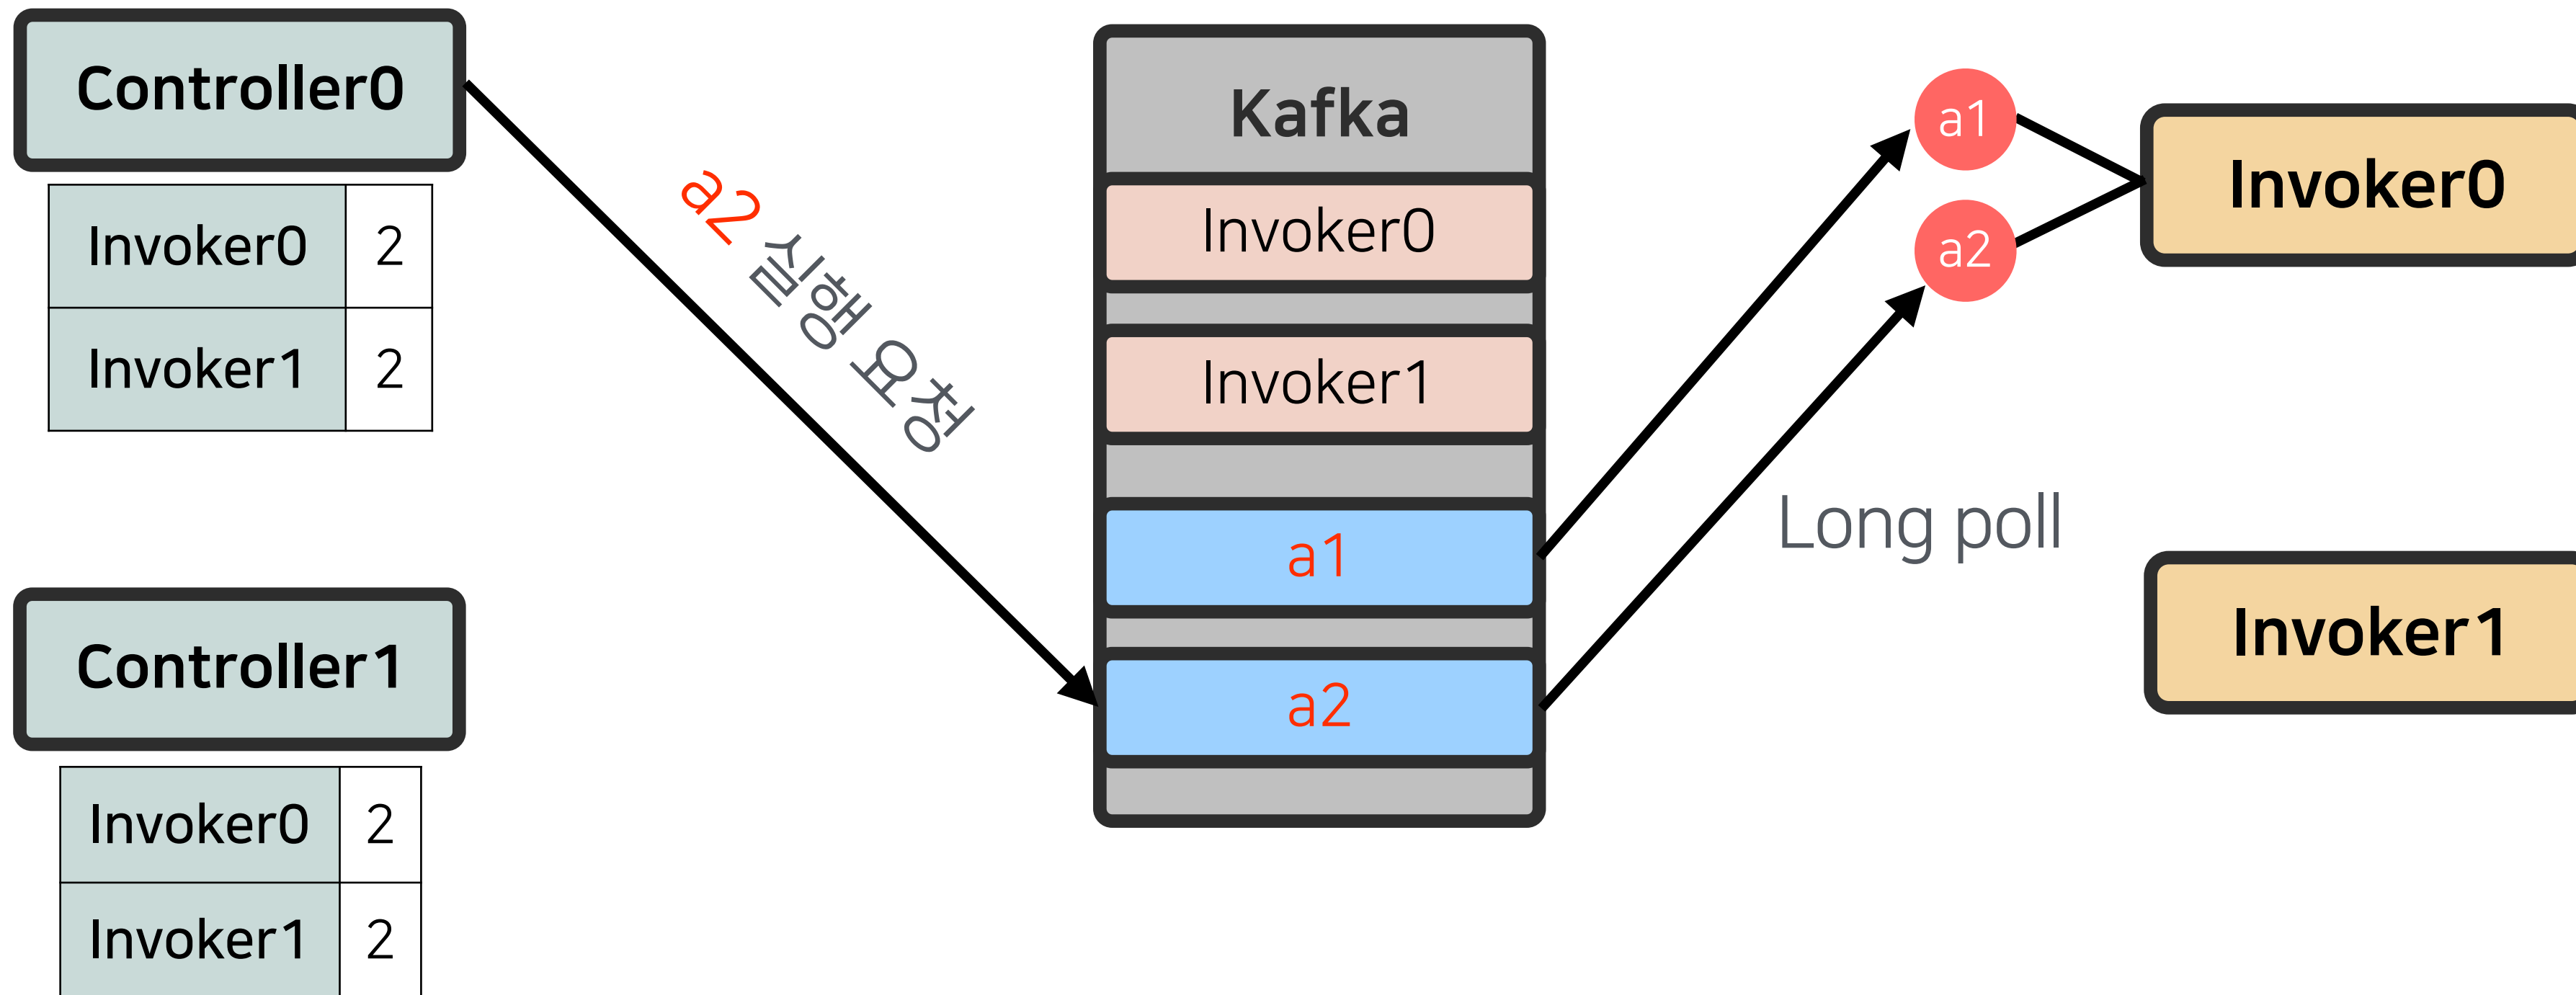 Controller0
Invoker0 2
Invoker1 2
Controller1
Invoker0 2
Invoker1 2
a2 실행 요청
Kafka
Invoker0
Invoker1
a1
a2
a1
a2
Long poll
Invoker0
Invoker1